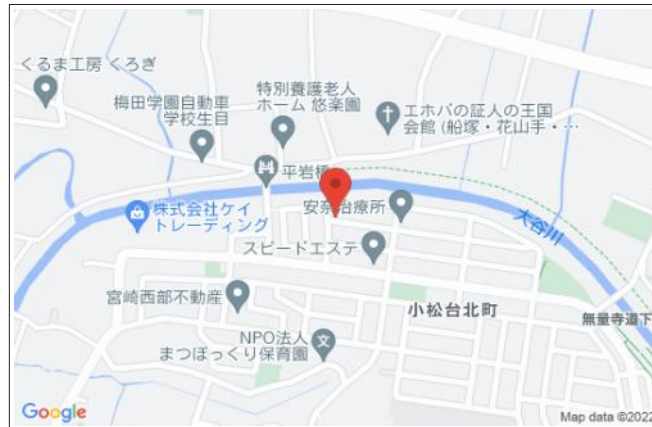 くるま工房 くろぎ
特別養護老人
ホーム 悠楽園
エホバの証人の王国
会館 (船塚・花山手・…
梅田学園自動車
学校生目
平岩橋
株式会社ケイ
トレーディング
安奈治療所
大谷川
スピードエステ
宮崎西部不動産
小松台北町
無量寺道下
NPO法人
まつぼっくり保育園
Google
Map data ©2022